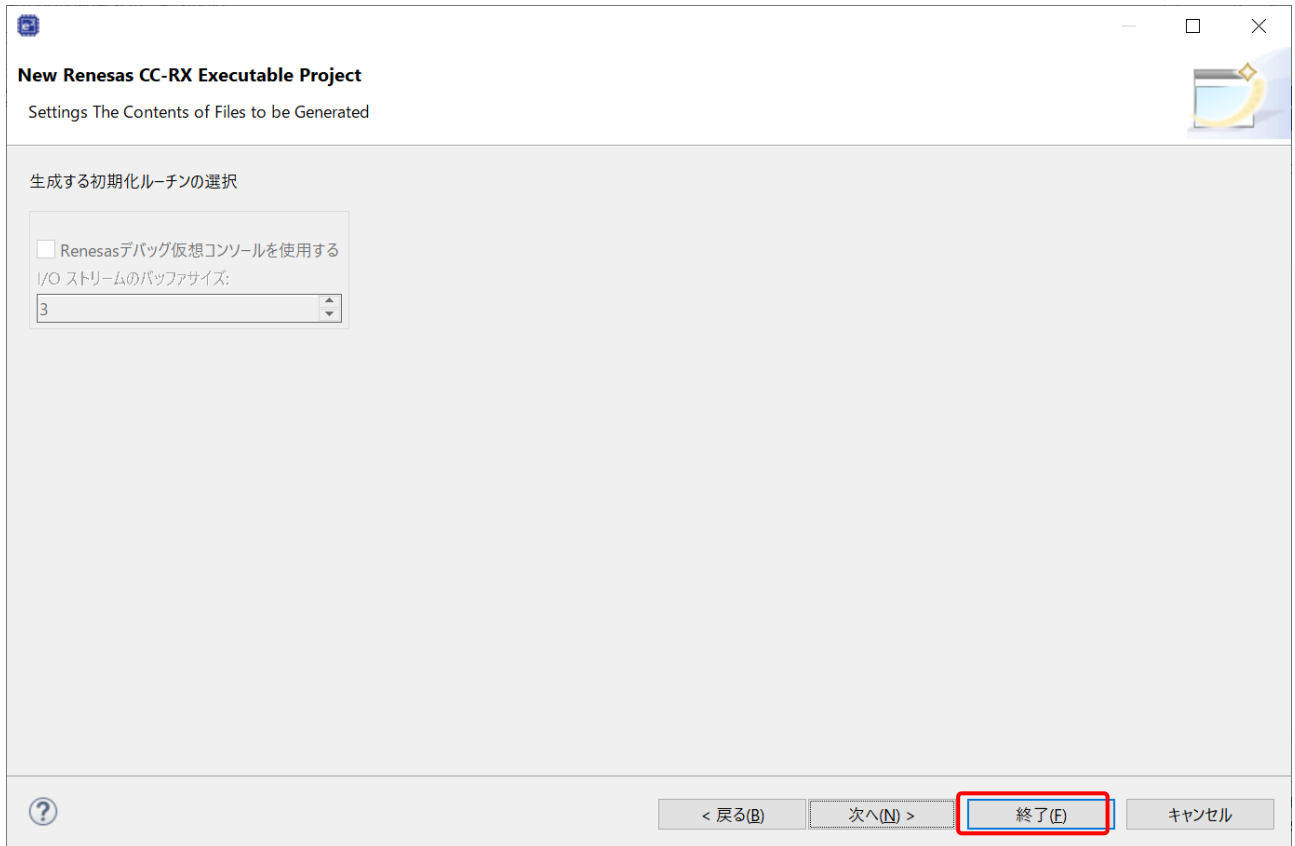 New Renesas CC-RX Executable Project
Settings The Contents of Files to be Generated
生成する初期化ルーチンの選択
Renesasデバッグ仮想コンソールを使用する
I/O ストリームのバッファサイズ:
3
< 戻る(B)
次へ(N) >
終了(F)
キャンセル